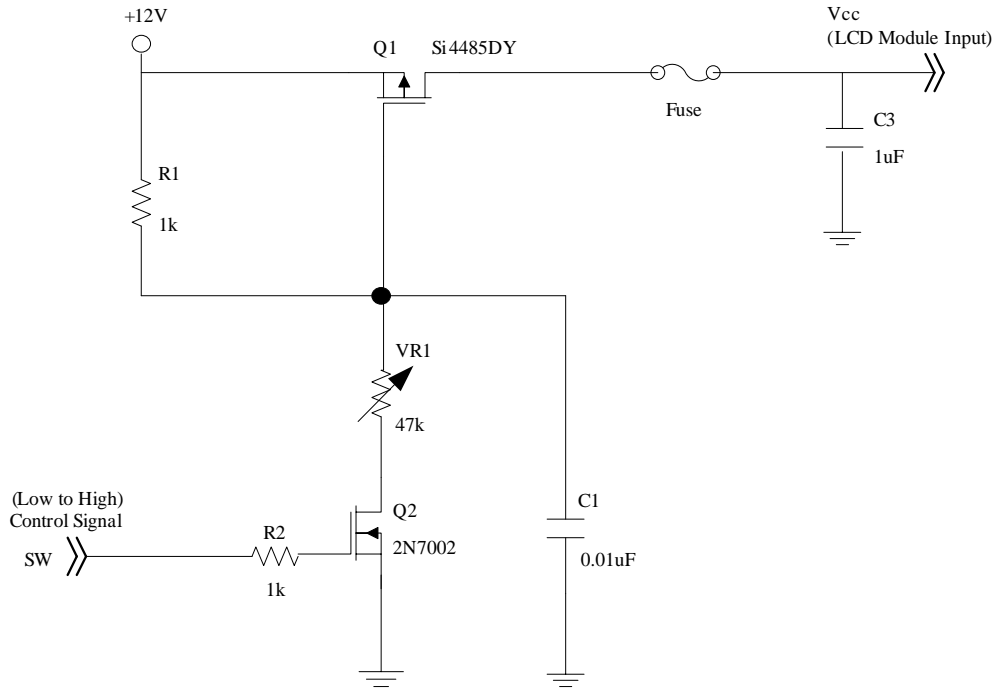 +12V
Vcc
(LCD Module Input)
Q1
Si4485DY
Fuse
C3
1uF
R1
1k
VR1
47k
(Low to High)
Control Signal
SW
R2
1k
Q2
2N7002
C1
0.01uF